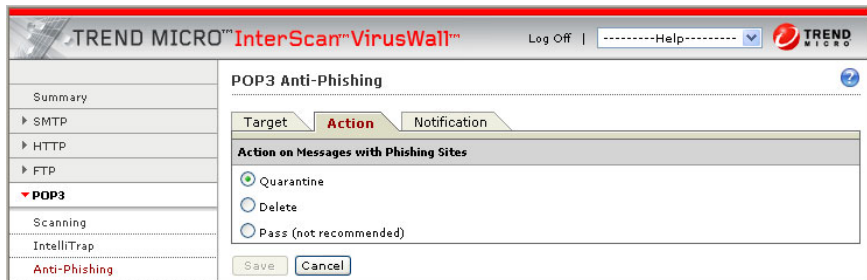 TREND MICRO™ InterScan™ VirusWall™
Log Off | ---------Help---------
TREND MICRO
POP3 Anti-Phishing
?
Summary
SMTP
HTTP
FTP
POP3
Scanning
IntelliTrap
Anti-Phishing
Target
Action
Notification
Action on Messages with Phishing Sites
Quarantine
Delete
Pass (not recommended)
Save
Cancel